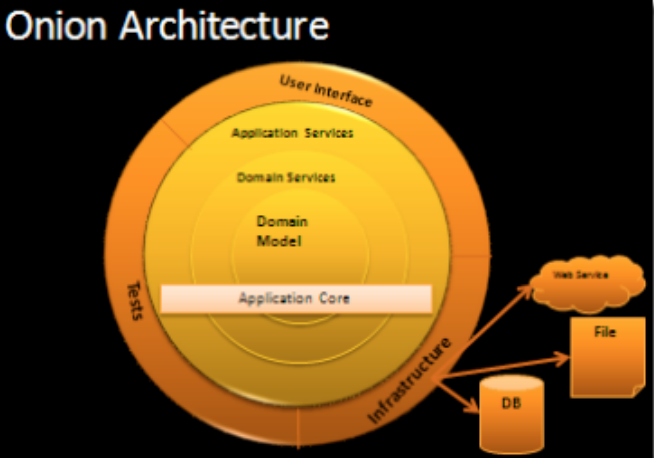 Onion Architecture
User Interface
Application Services
Domain Services
Domain
Model
Application Core
Tests
Infrastructure
Web Service
File
DB